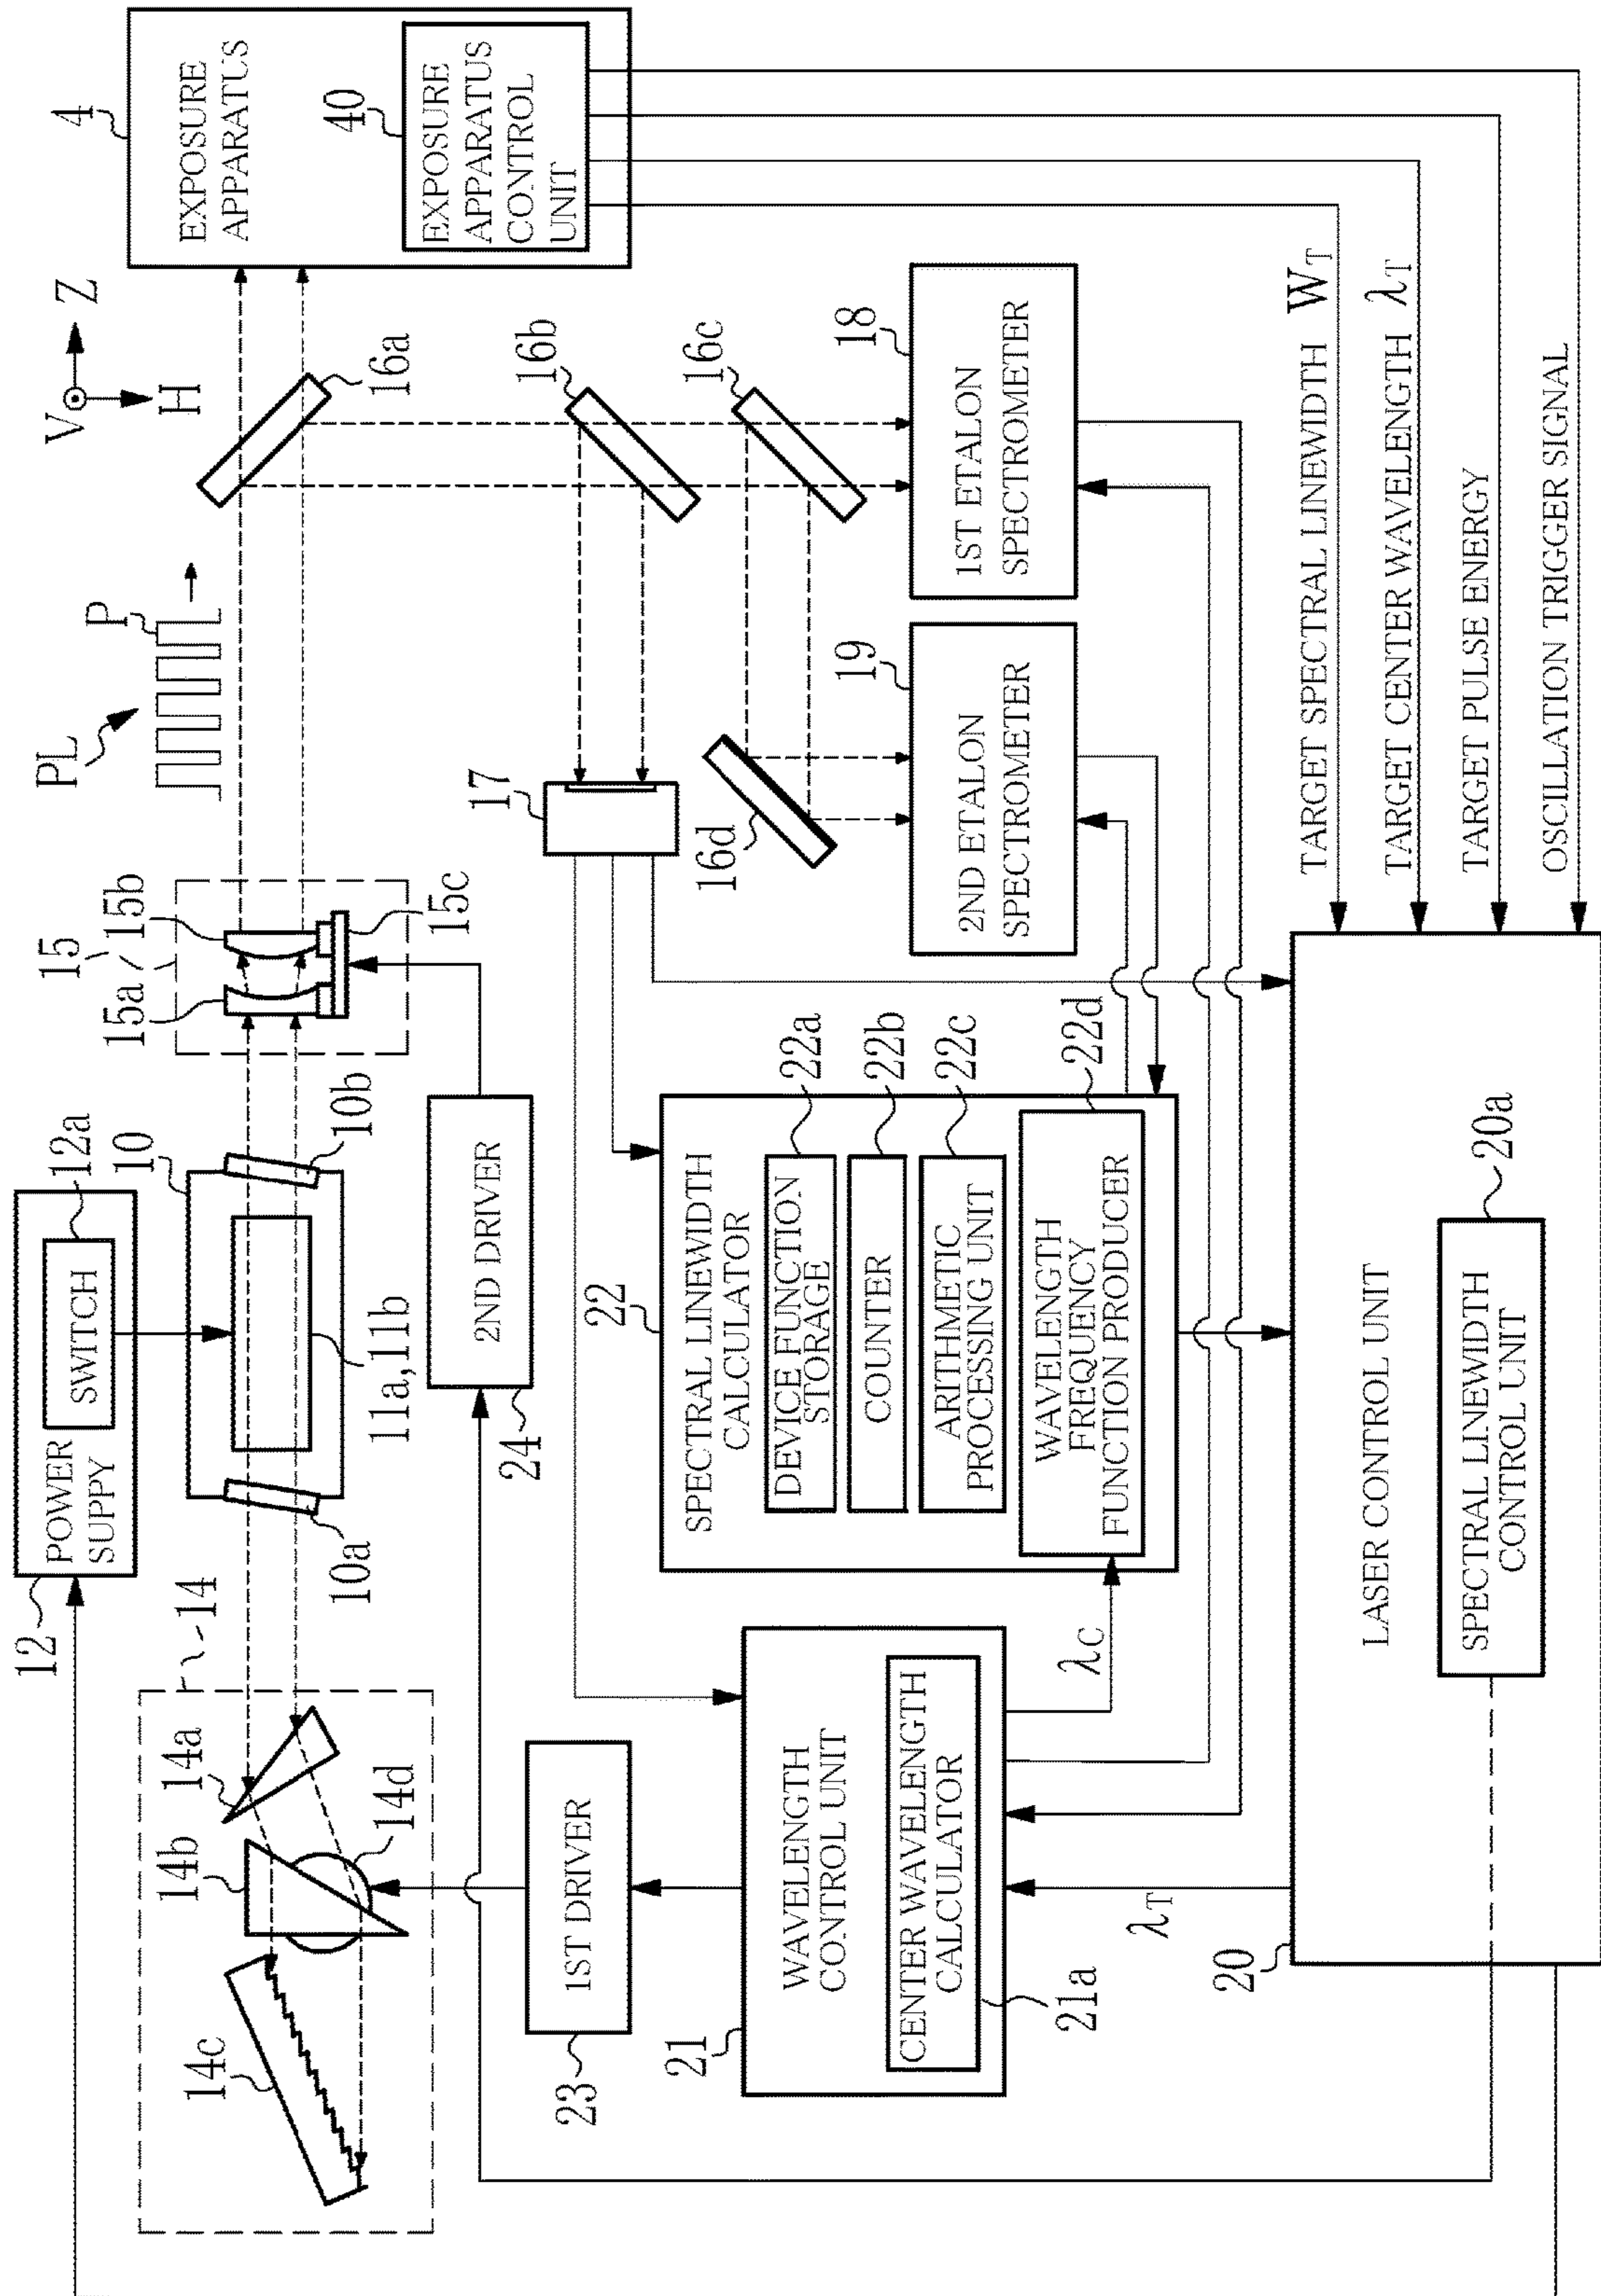 12
POWER
SUPPLY
SWITCH
12a
14
14a
14b
14c
14d
10
10a
10b
11a,11b
15
15a
15b
15c
PL
P
V
Z
H
16a
16b
16c
16d
4
EXPOSURE
APPARATUS
40
EXPOSURE
APPARATUS
CONTROL
UNIT
17
18
1ST ETALON
SPECTROMETER
19
2ND ETALON
SPECTROMETER
23
1ST DRIVER
24
2ND DRIVER
21
WAVELENGTH
CONTROL UNIT
CENTER WAVELENGTH
CALCULATOR
21a
λC
λT
22
SPECTRAL LINEWIDTH
CALCULATOR
DEVICE FUNCTION
STORAGE
22a
COUNTER
22b
ARITHMETIC
PROCESSING UNIT
22c
WAVELENGTH
FREQUENCY
FUNCTION PRODUCER
22d
TARGET SPECTRAL LINEWIDTH WT
TARGET CENTER WAVELENGTH λT
TARGET PULSE ENERGY
OSCILLATION TRIGGER SIGNAL
20
LASER CONTROL UNIT
SPECTRAL LINEWIDTH
CONTROL UNIT
20a